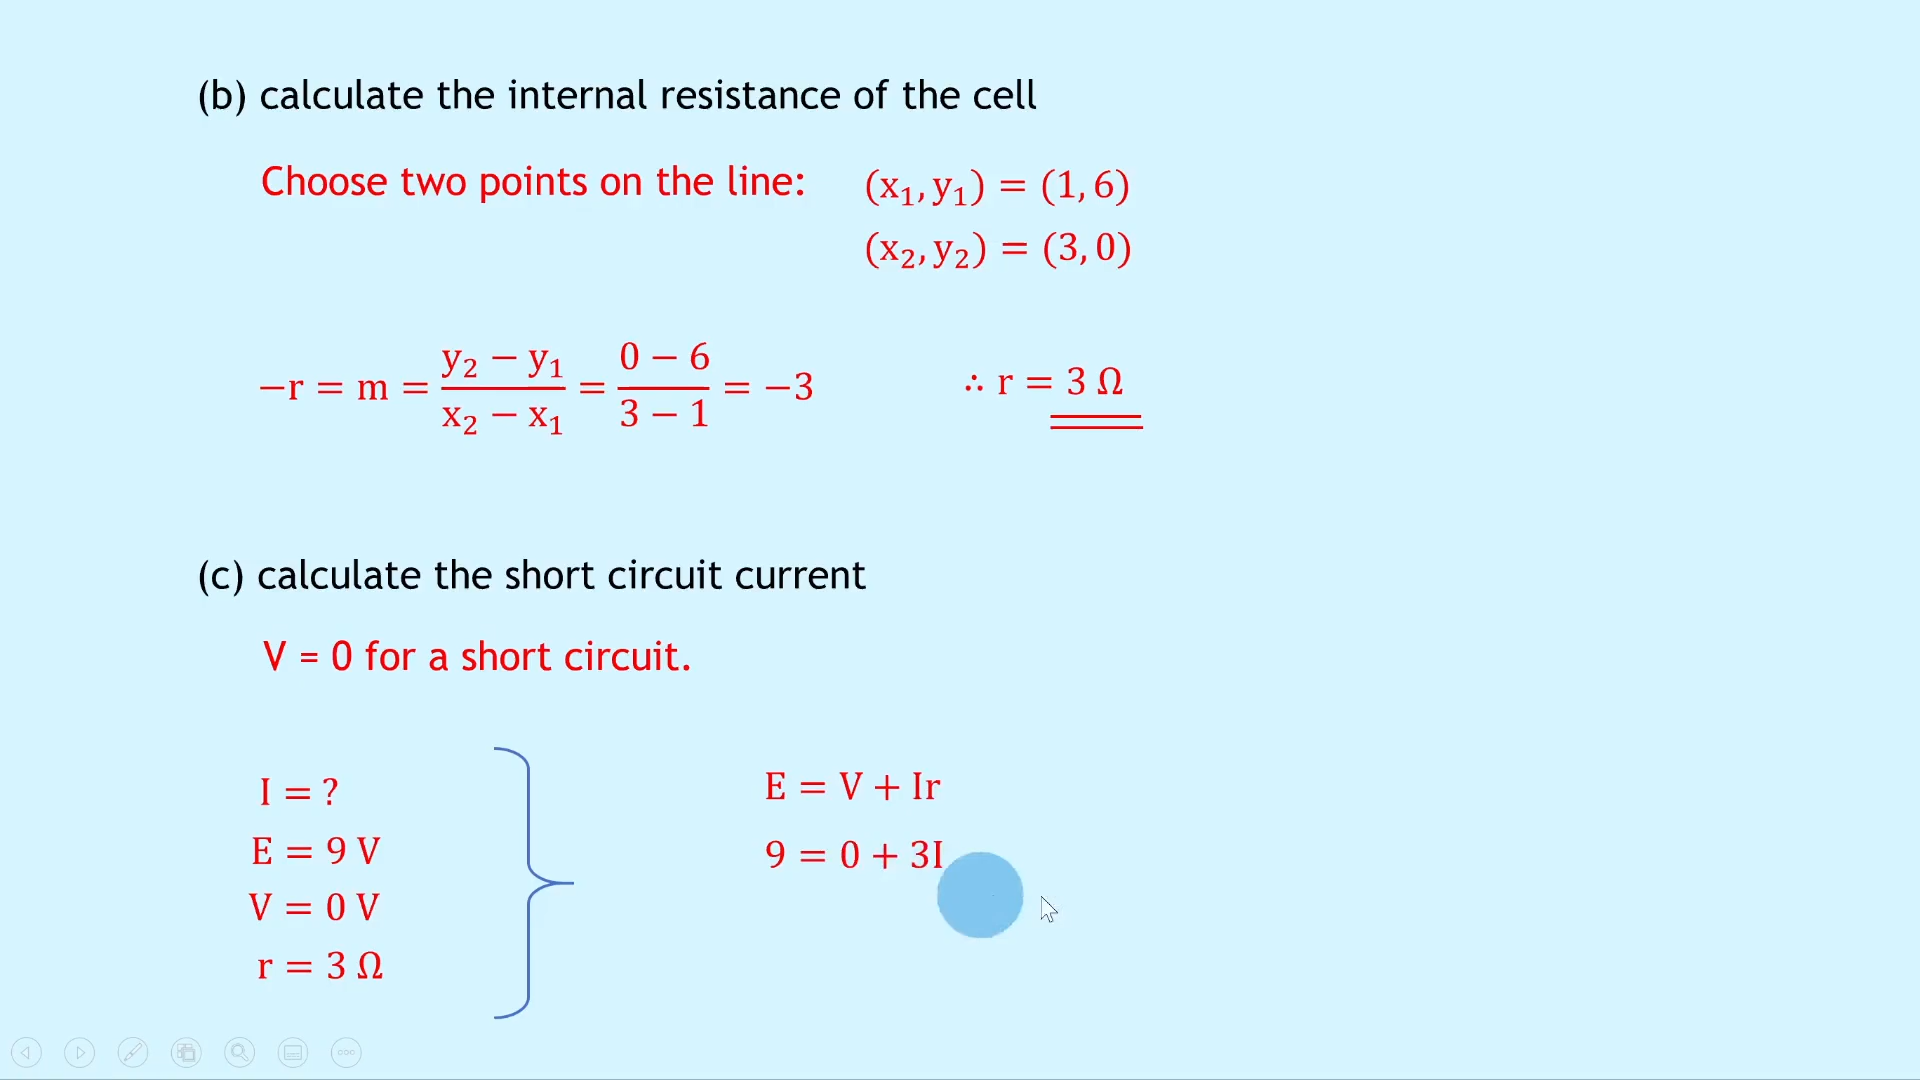 (b) calculate the internal resistance of the cell
Choose two points on the line: (x₁, y₁) = (1, 6)
(x₂, y₂) = (3, 0)
−r = m = (y₂ − y₁)/(x₂ − x₁) = (0 − 6)/(3 − 1) = −3 ∴ r = 3 Ω
(c) calculate the short circuit current
V = 0 for a short circuit.
I = ?
E = 9 V
V = 0 V
r = 3 Ω
E = V + Ir
9 = 0 + 3I